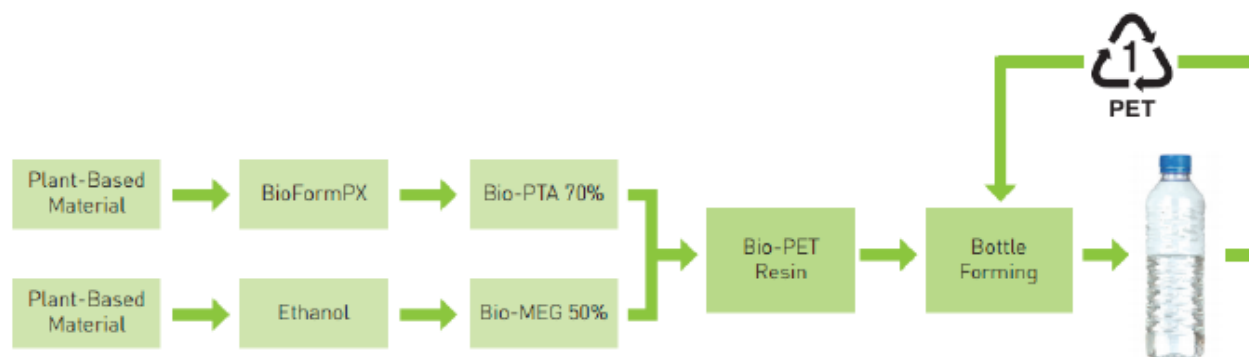 1
PET
Plant-Based
Material
BioFormPX
Bio-PTA 70%
Bio-PET
Resin
Bottle
Forming
Plant-Based
Material
Ethanol
Bio-MEG 50%